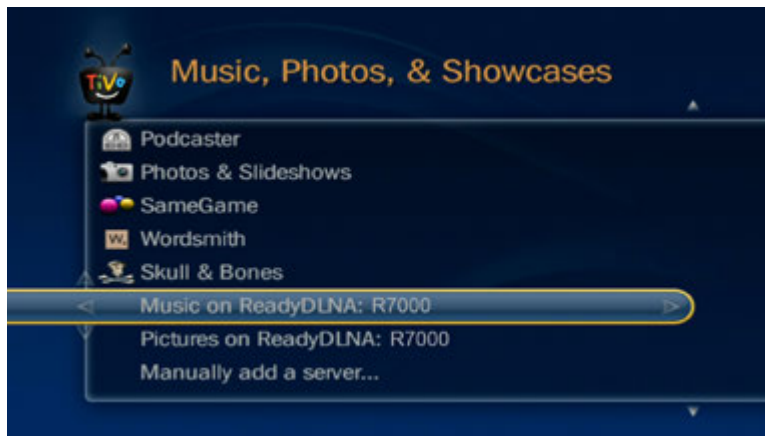 TiVo
Music, Photos, & Showcases
Podcaster
Photos & Slideshows
SameGame
W
Wordsmith
Skull & Bones
Music on ReadyDLNA: R7000
Pictures on ReadyDLNA: R7000
Manually add a server...